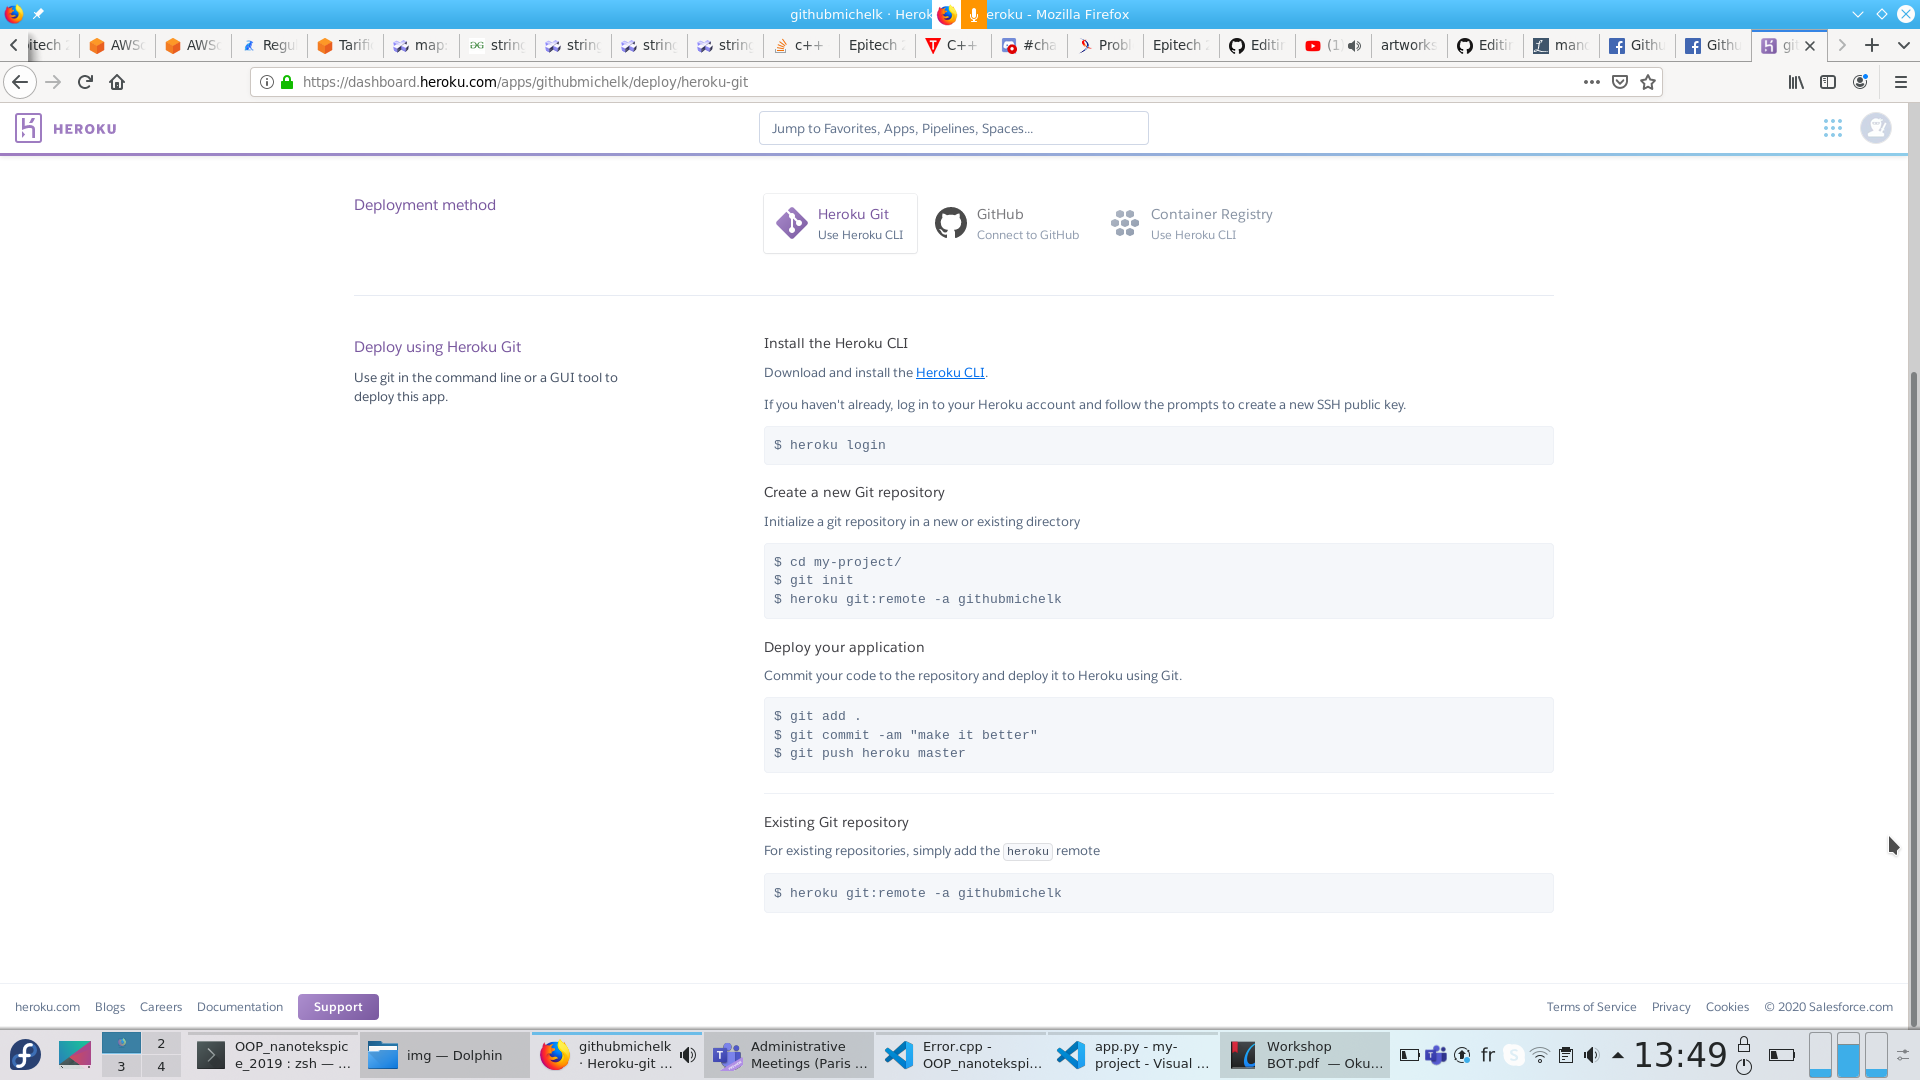 githubmichelk · Herok
eroku - Mozilla Firefox
itech
AWS
AWS
Regu
Tarifi
map:
string
string
string
string
c++
Epitech
C++
#cha
Probl
Epitech
Editin
(1)
artworks
Editin
Githu
Githu
git
https://dashboard.heroku.com/apps/githubmichelk/deploy/heroku-git
HEROKU
Jump to Favorites, Apps, Pipelines, Spaces...
Deployment method
Heroku Git
Use Heroku CLI
GitHub
Connect to GitHub
Container Registry
Use Heroku CLI
Deploy using Heroku Git
Use git in the command line or a GUI tool to
deploy this app.
Install the Heroku CLI
Download and install the Heroku CLI.
If you haven't already, log in to your Heroku account and follow the prompts to create a new SSH public key.
$ heroku login
Create a new Git repository
Initialize a git repository in a new or existing directory
$ cd my-project/
$ git init
$ heroku git:remote -a githubmichelk
Deploy your application
Commit your code to the repository and deploy it to Heroku using Git.
$ git add .
$ git commit -am "make it better"
$ git push heroku master
Existing Git repository
For existing repositories, simply add the heroku remote
$ heroku git:remote -a githubmichelk
heroku.com Blogs Careers Documentation Support
Terms of Service Privacy Cookies © 2020 Salesforce.com
2
3 4
OOP_nanotekspic
e_2019 : zsh — ...
img — Dolphin
githubmichelk
· Heroku-git ...
Administrative
Meetings (Paris ...
Error.cpp -
OOP_nanotekspi...
app.py - my-
project - Visual ...
Workshop
BOT.pdf — Oku...
fr
13:49